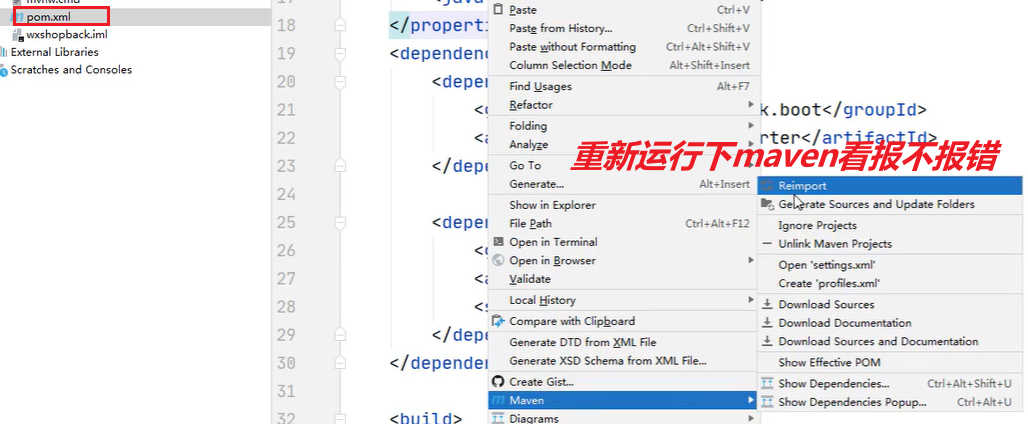 mvnw.cmd
pom.xml
wxshopback.iml
External Libraries
Scratches and Consoles
17
18
19
20
21
22
23
24
25
26
27
28
29
30
31
32
<java
</properti
<dependenc
<depen
<g
k.boot</groupId>
<a
rter</artifactId>
</depe
<depen
<g
<a
<s
</depe
</dependen
<build>
Paste Ctrl+V
Paste from History... Ctrl+Shift+V
Paste without Formatting Ctrl+Alt+Shift+V
Column Selection Mode Alt+Shift+Insert
Find Usages Alt+F7
Refactor
Folding
Analyze
Go To
Generate... Alt+Insert
Show in Explorer
File Path Ctrl+Alt+F12
Open in Terminal
Open in Browser
Validate
Local History
Compare with Clipboard
Generate DTD from XML File
Generate XSD Schema from XML File...
Create Gist...
Maven
Diagrams
重新运行下maven看报不报错
Reimport
Generate Sources and Update Folders
Ignore Projects
Unlink Maven Projects
Open 'settings.xml'
Create 'profiles.xml'
Download Sources
Download Documentation
Download Sources and Documentation
Show Effective POM
Show Dependencies... Ctrl+Alt+Shift+U
Show Dependencies Popup... Ctrl+Alt+U